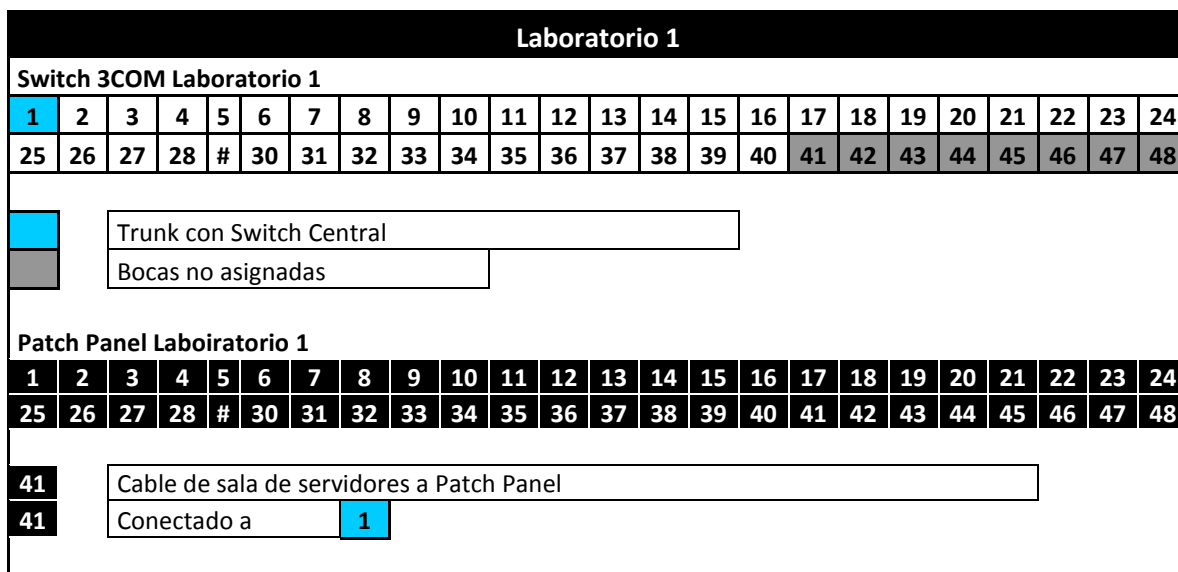 Laboratorio 1
Switch 3COM Laboratorio 1
1 2 3 4 5 6 7 8 9 10 11 12 13 14 15 16 17 18 19 20 21 22 23 24
25 26 27 28 # 30 31 32 33 34 35 36 37 38 39 40 41 42 43 44 45 46 47 48
Trunk con Switch Central
Bocas no asignadas
Patch Panel Laboiratorio 1
1 2 3 4 5 6 7 8 9 10 11 12 13 14 15 16 17 18 19 20 21 22 23 24
25 26 27 28 # 30 31 32 33 34 35 36 37 38 39 40 41 42 43 44 45 46 47 48
41 Cable de sala de servidores a Patch Panel
41 Conectado a 1